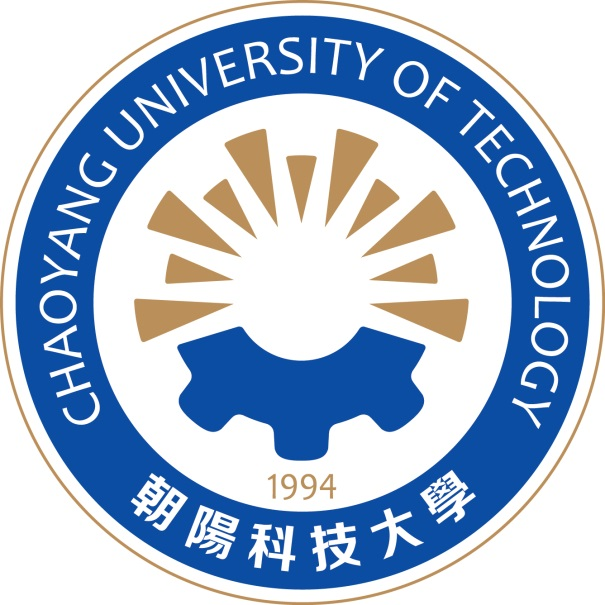 CHAOYANG UNIVERSITY OF TECHNOLOGY
1994
朝陽科技大學